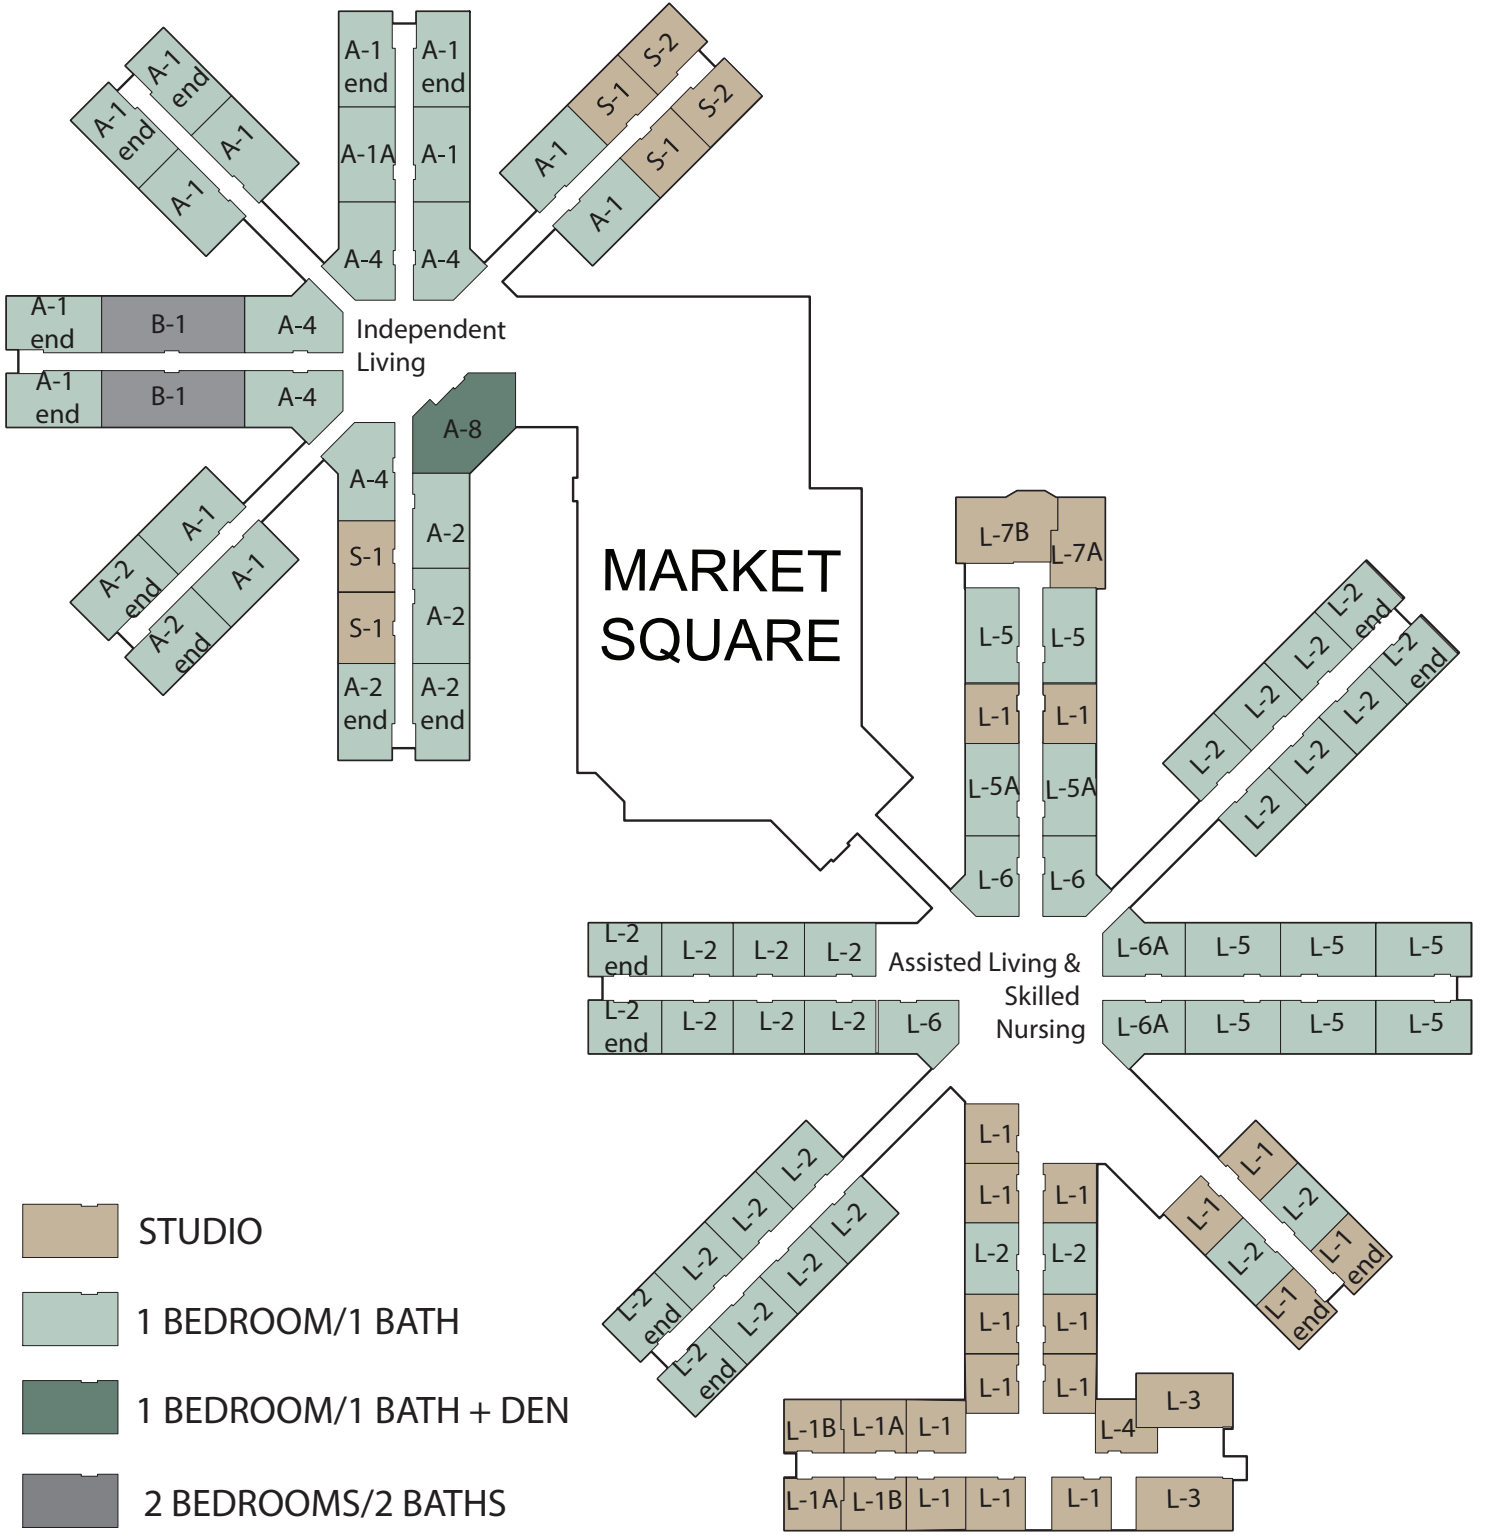 A-1
end
A-1
A-1
end
A-1
A-1
end
A-1
end
A-1A
A-1
A-4
A-4
S-2
S-1
A-1
S-2
S-1
A-1
A-1
end
B-1
A-4
A-1
end
B-1
A-4
Independent
Living
A-8
A-1
A-2
end
A-1
A-2
end
A-4
S-1
S-1
A-2
end
A-2
A-2
A-2
end
MARKET
SQUARE
L-7B
L-7A
L-5
L-5
L-1
L-1
L-5A
L-5A
L-6
L-6
L-2
end
L-2
L-2
L-2
L-2
end
L-2
L-2
L-2
L-2
end
L-2
L-2
L-2
L-2
end
L-2
L-2
L-2
L-6
Assisted Living &
Skilled
Nursing
L-6A
L-5
L-5
L-5
L-6A
L-5
L-5
L-5
L-2
L-2
L-2
L-2
end
L-2
L-2
L-2
L-2
end
L-1
L-1
L-1
L-2
L-2
L-1
L-1
L-1
L-1
L-1
L-2
L-1
end
L-1
L-2
L-1
end
L-1B
L-1A
L-1
L-4
L-3
L-1A
L-1B
L-1
L-1
L-1
L-3
STUDIO
1 BEDROOM/1 BATH
1 BEDROOM/1 BATH + DEN
2 BEDROOMS/2 BATHS